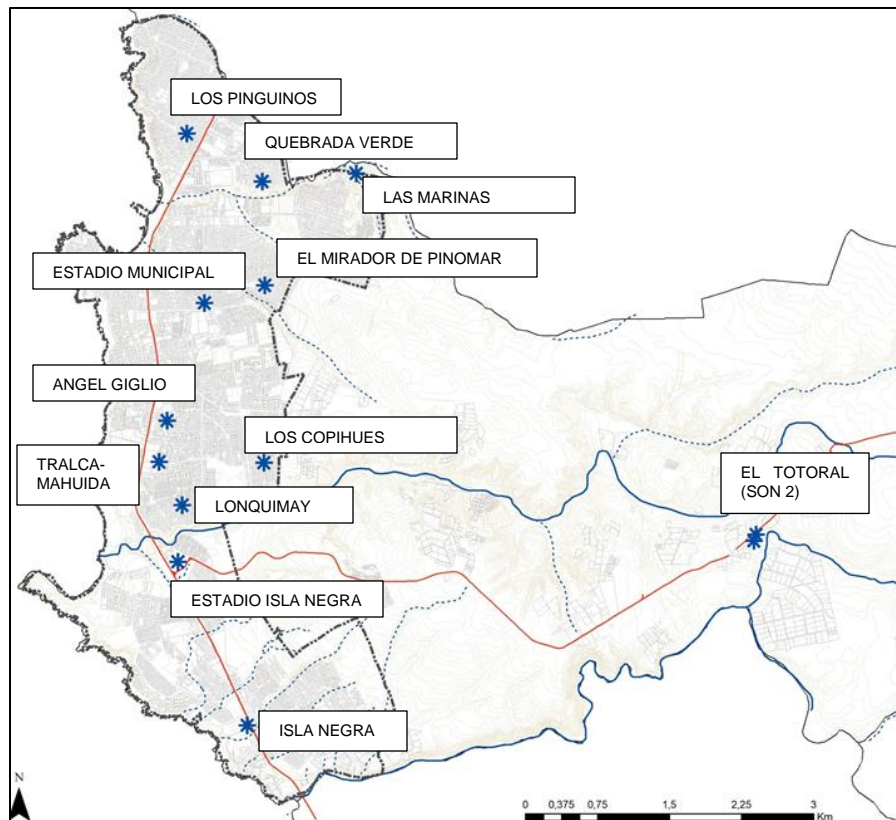 LOS PINGUINOS
QUEBRADA VERDE
LAS MARINAS
ESTADIO MUNICIPAL
EL MIRADOR DE PINOMAR
ANGEL GIGLIO
LOS COPIHUES
TRALCA-
MAHUIDA
EL TOTORAL
(SON 2)
LONQUIMAY
ESTADIO ISLA NEGRA
ISLA NEGRA
N
0 0,375 0,75 1,5 2,25 3
Km